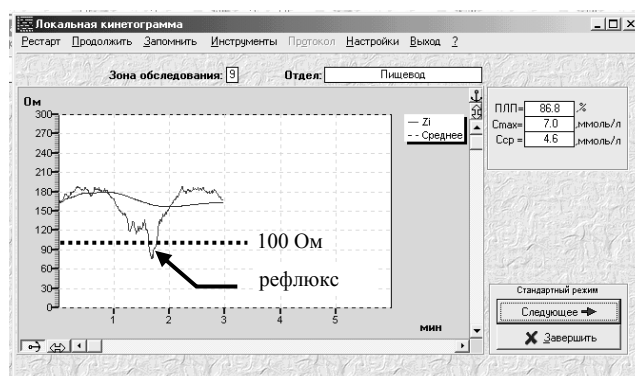 Локальная кинетограмма
Рестарт Продолжить Запомнить Инструменты Протокол Настройки Выход ?
Зона обследования: 9 Отдел: Пищевод
Ом
300
270
240
210
180
150
120
90
60
30
0
1 2 3 4 5
мин
Zi
Среднее
100 Ом
рефлюкс
ПЛП= 86.8 ,%
Cmax= 7.0 ,ммоль/л
Cср = 4.6 ,ммоль/л
Стандартный режим
Следующее
Завершить